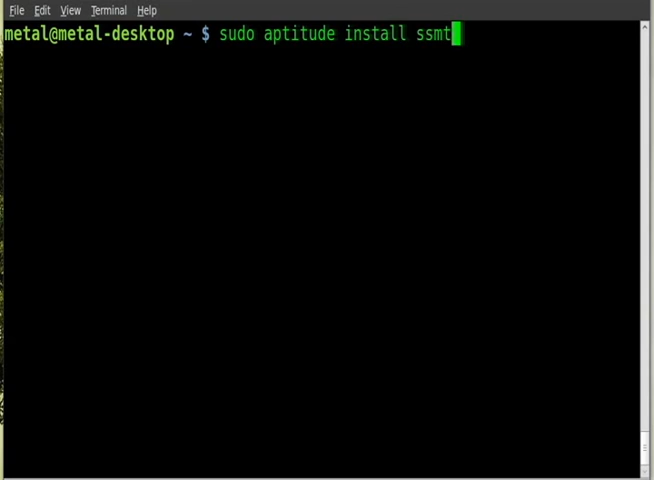 File Edit View Terminal Help
metal@metal-desktop ~ $ sudo aptitude install ssmt